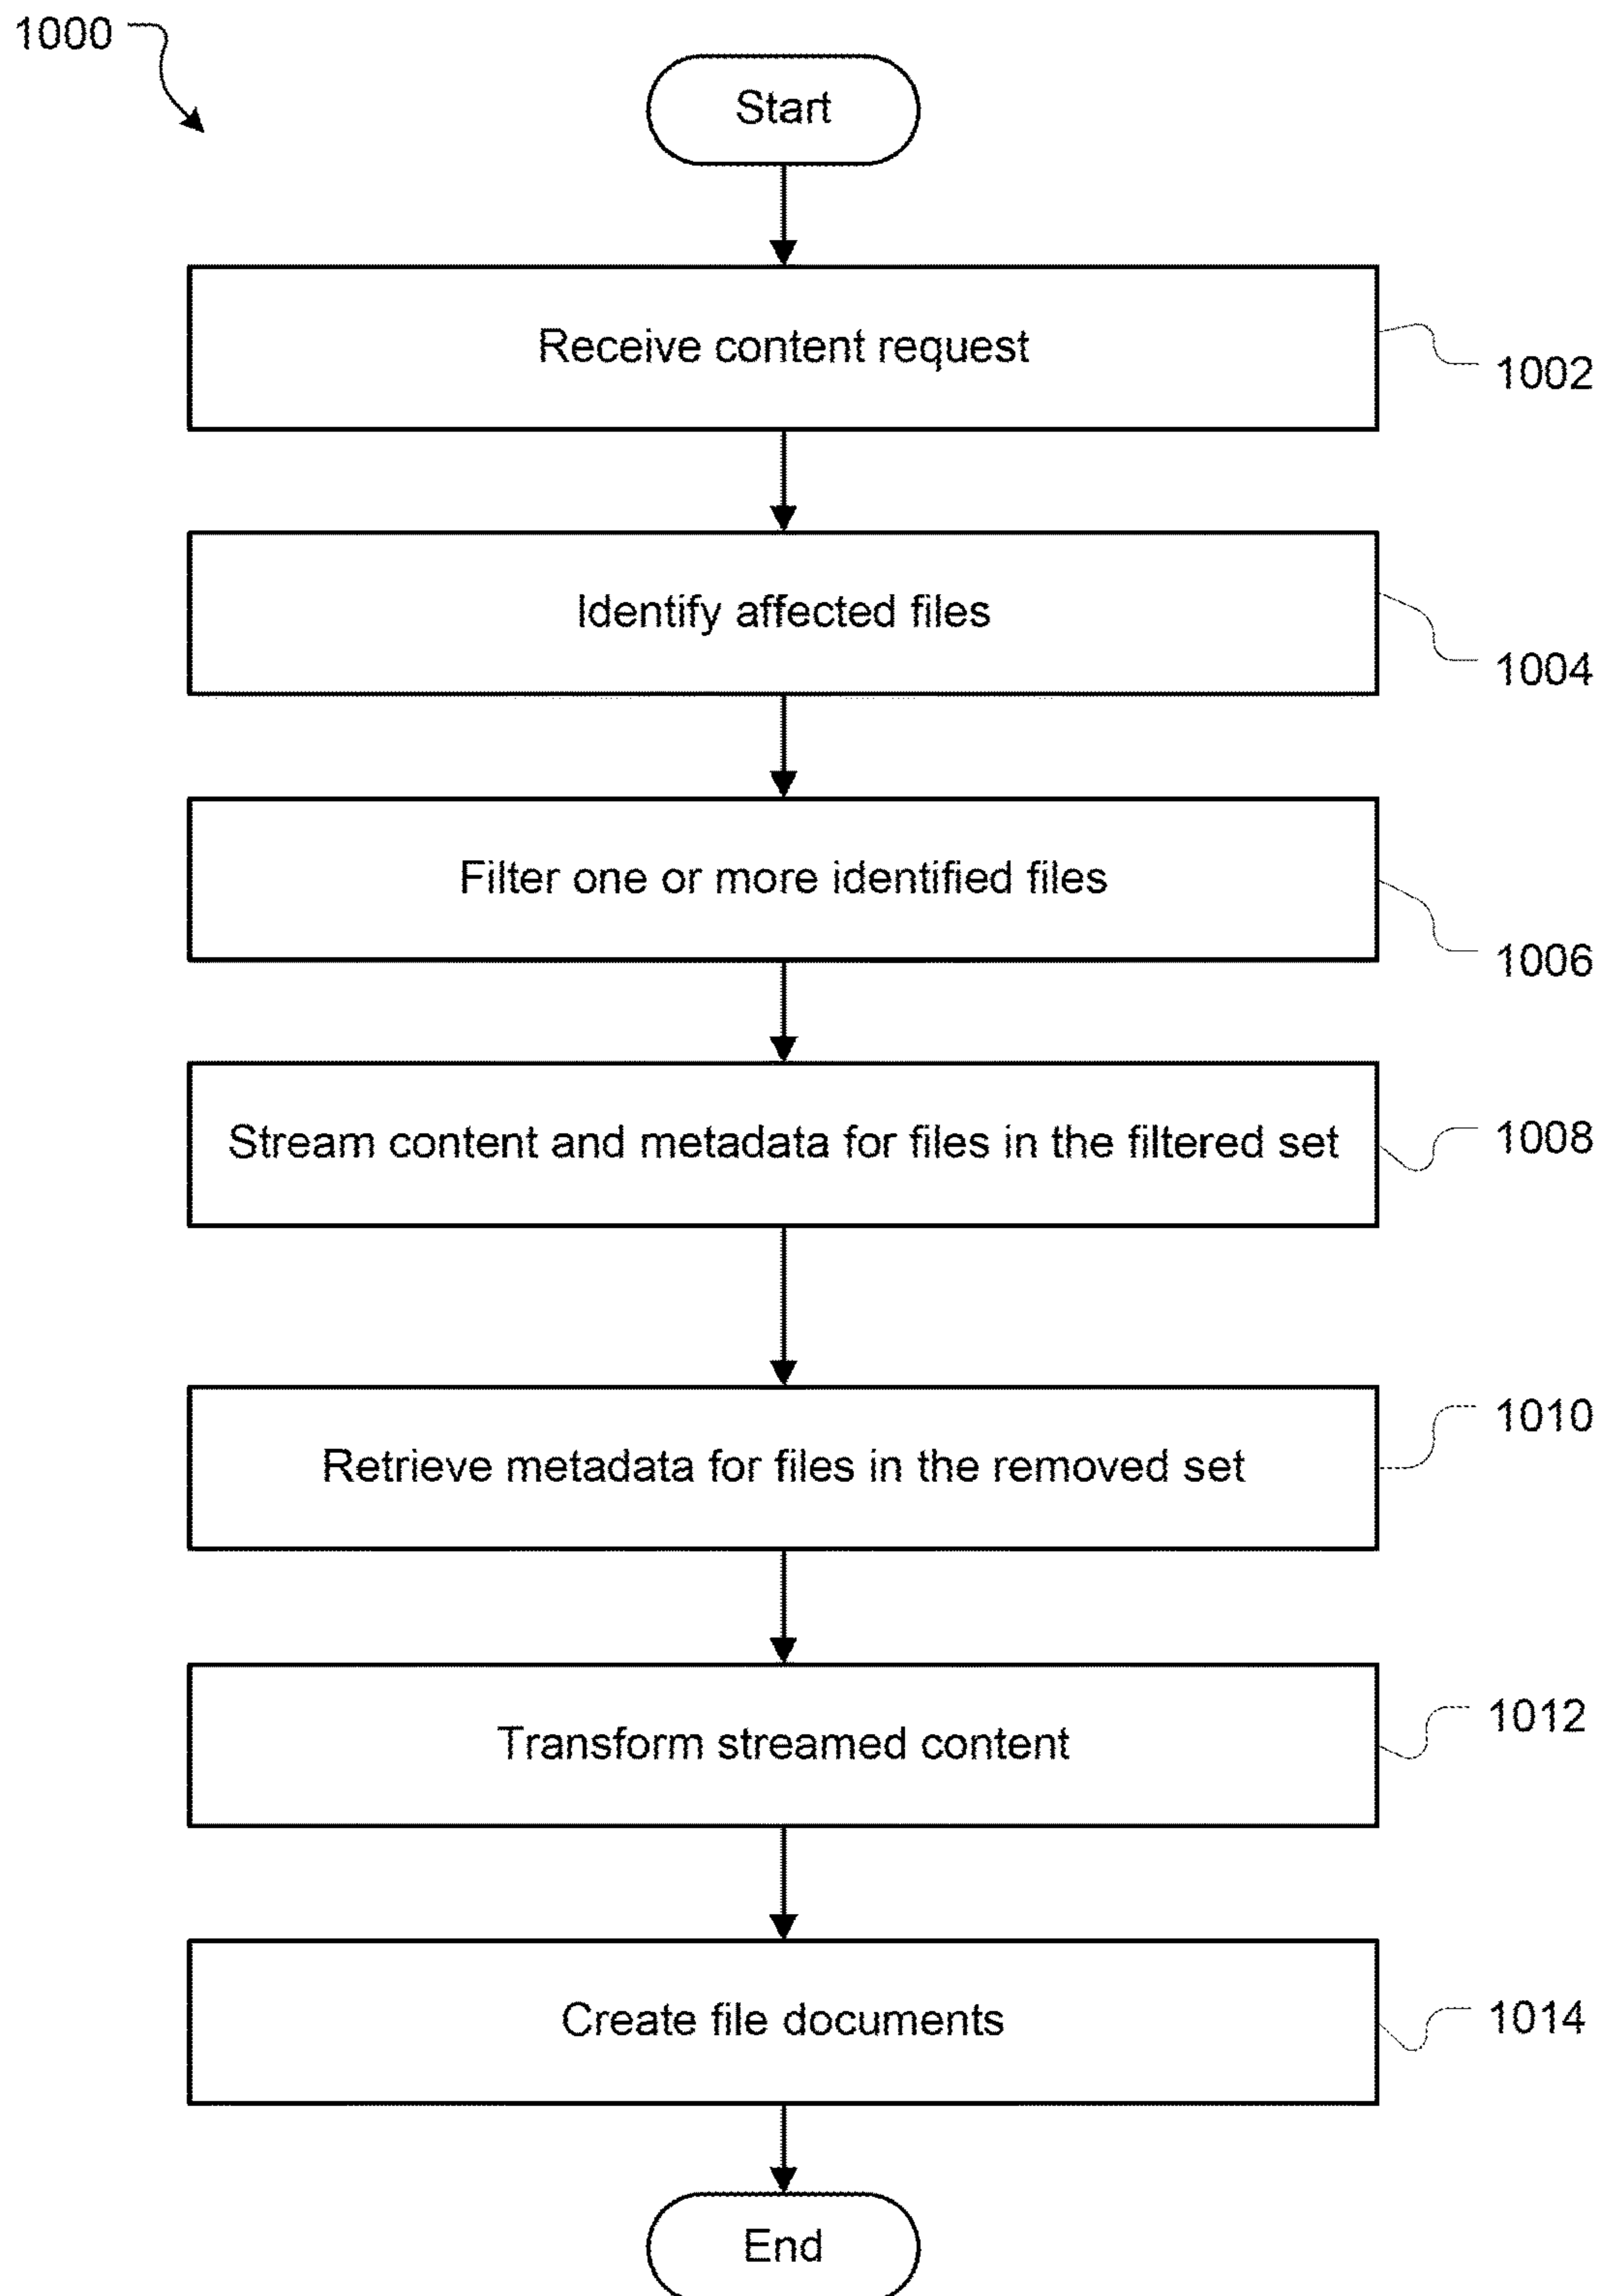 1000
Start
Receive content request
1002
Identify affected files
1004
Filter one or more identified files
1006
Stream content and metadata for files in the filtered set
1008
Retrieve metadata for files in the removed set
1010
Transform streamed content
1012
Create file documents
1014
End